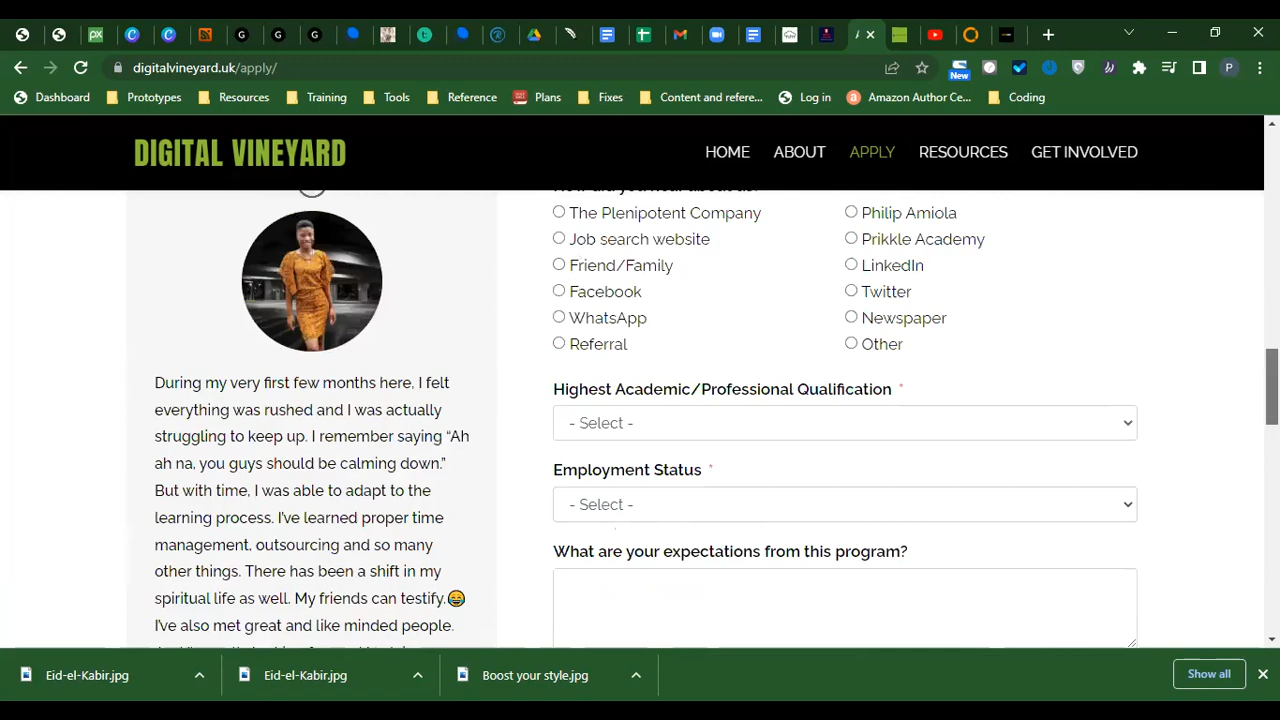 digitalvineyard.uk/apply/
New
P
Dashboard
Prototypes
Resources
Training
Tools
Reference
Plans
Fixes
Content and refere...
Log in
Amazon Author Ce...
Coding
DIGITAL VINEYARD
HOME
ABOUT
APPLY
RESOURCES
GET INVOLVED
The Plenipotent Company
Philip Amiola
Job search website
Prikkle Academy
Friend/Family
LinkedIn
Facebook
Twitter
WhatsApp
Newspaper
Referral
Other
Highest Academic/Professional Qualification *
- Select -
Employment Status *
- Select -
What are your expectations from this program?
During my very first few months here, I felt
everything was rushed and I was actually
struggling to keep up. I remember saying “Ah
ah na, you guys should be calming down.”
But with time, I was able to adapt to the
learning process. I’ve learned proper time
management, outsourcing and so many
other things. There has been a shift in my
spiritual life as well. My friends can testify.😅
I’ve also met great and like minded people.
Eid-el-Kabir.jpg
Eid-el-Kabir.jpg
Boost your style.jpg
Show all